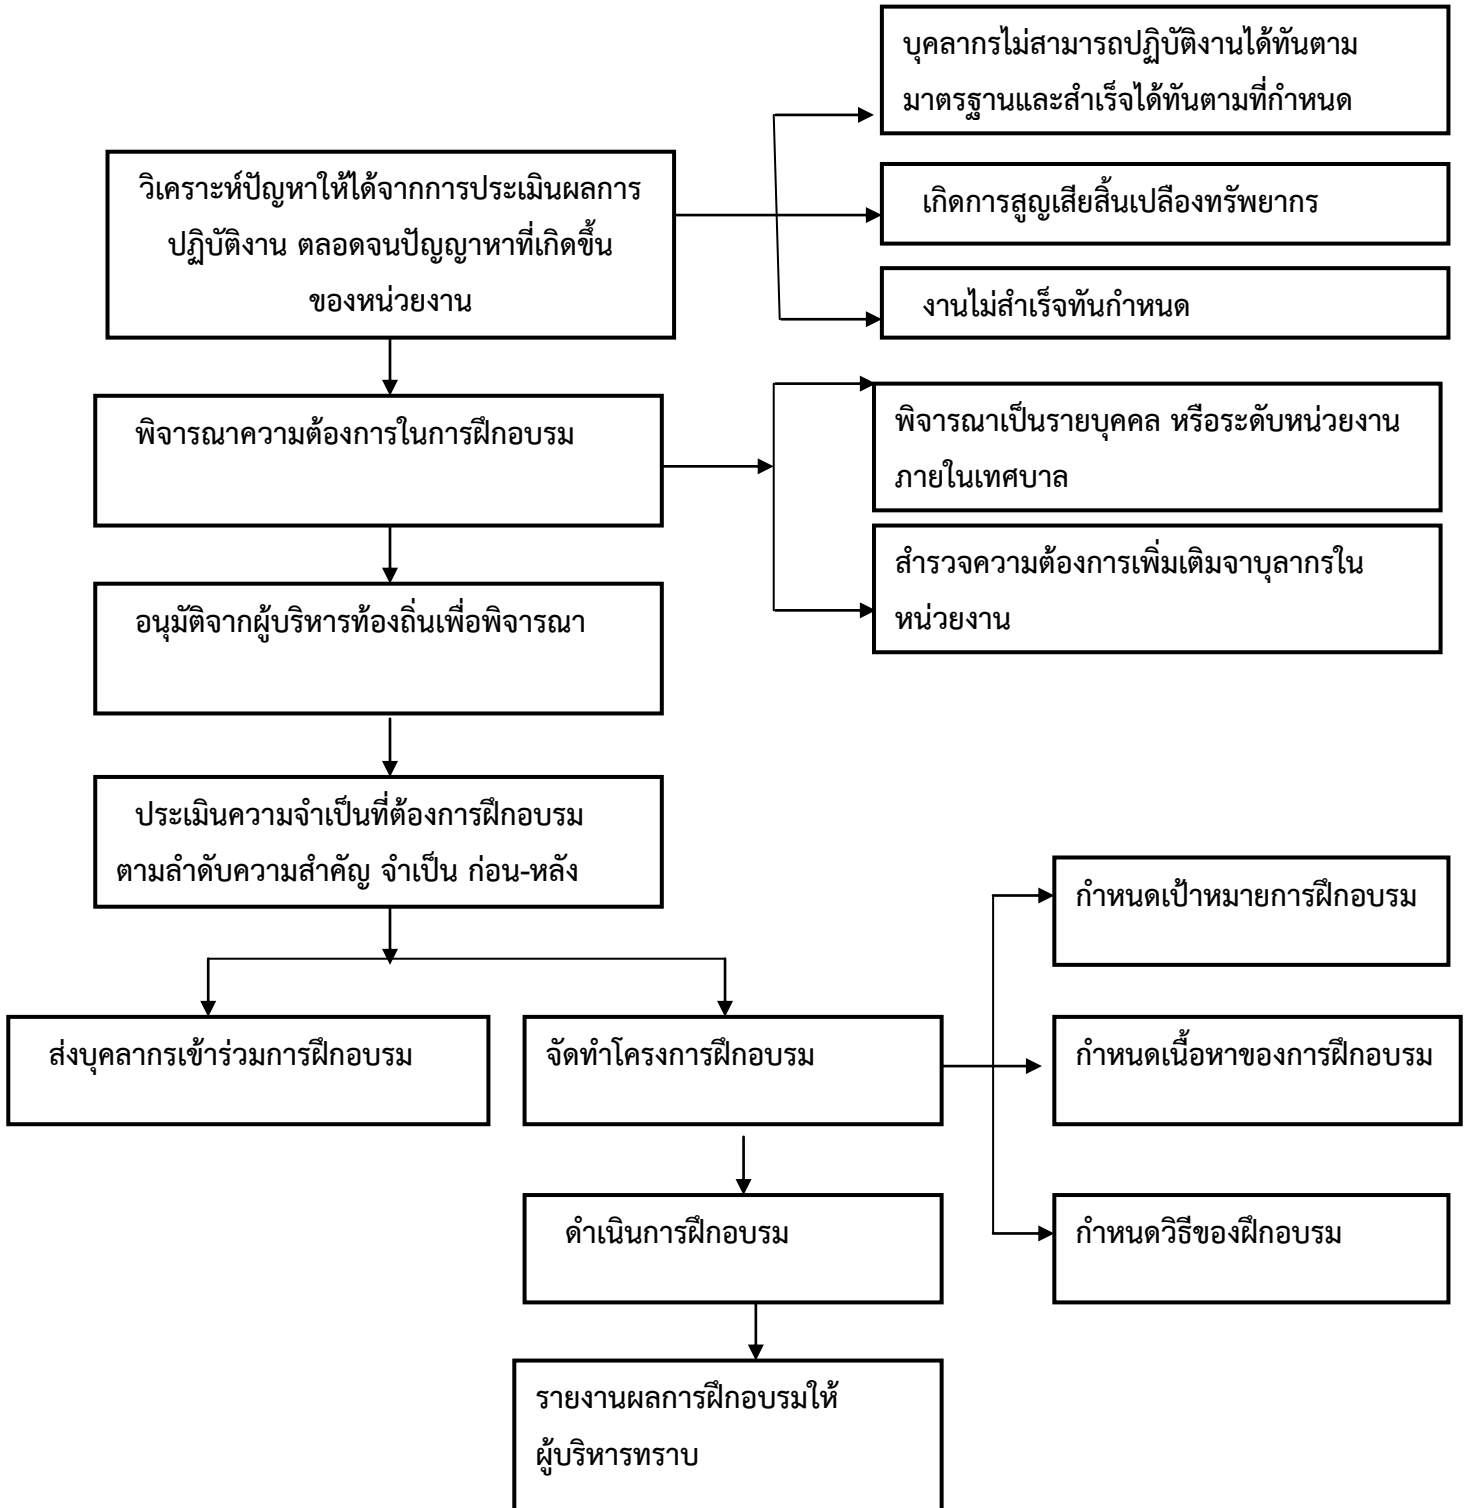 บุคลากรไม่สามารถปฏิบัติงานได้ทันตาม
มาตรฐานและสำเร็จได้ทันตามที่กำหนด
วิเคราะห์ปัญหาให้ได้จากการประเมินผลการ
ปฏิบัติงาน ตลอดจนปัญญาหาที่เกิดขึ้น
ของหน่วยงาน
เกิดการสูญเสียสิ้นเปลืองทรัพยากร
งานไม่สำเร็จทันกำหนด
พิจารณาความต้องการในการฝึกอบรม
พิจารณาเป็นรายบุคคล หรือระดับหน่วยงาน
ภายในเทศบาล
สำรวจความต้องการเพิ่มเติมจาบุลากรใน
หน่วยงาน
อนุมัติจากผู้บริหารท้องถิ่นเพื่อพิจารณา
ประเมินความจำเป็นที่ต้องการฝึกอบรม
ตามลำดับความสำคัญ จำเป็น ก่อน-หลัง
กำหนดเป้าหมายการฝึกอบรม
ส่งบุคลากรเข้าร่วมการฝึกอบรม
จัดทำโครงการฝึกอบรม
กำหนดเนื้อหาของการฝึกอบรม
ดำเนินการฝึกอบรม
กำหนดวิธีของฝึกอบรม
รายงานผลการฝึกอบรมให้
ผู้บริหารทราบ